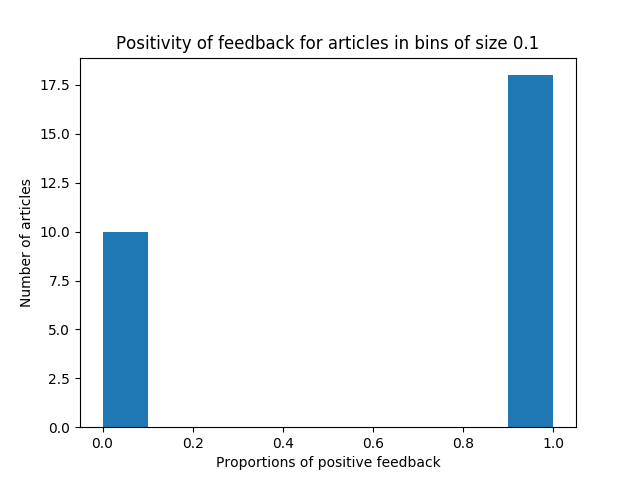 Positivity of feedback for articles in bins of size 0.1
Number of articles
17.5
15.0
12.5
10.0
7.5
5.0
2.5
0.0
0.0 0.2 0.4 0.6 0.8 1.0
Proportions of positive feedback